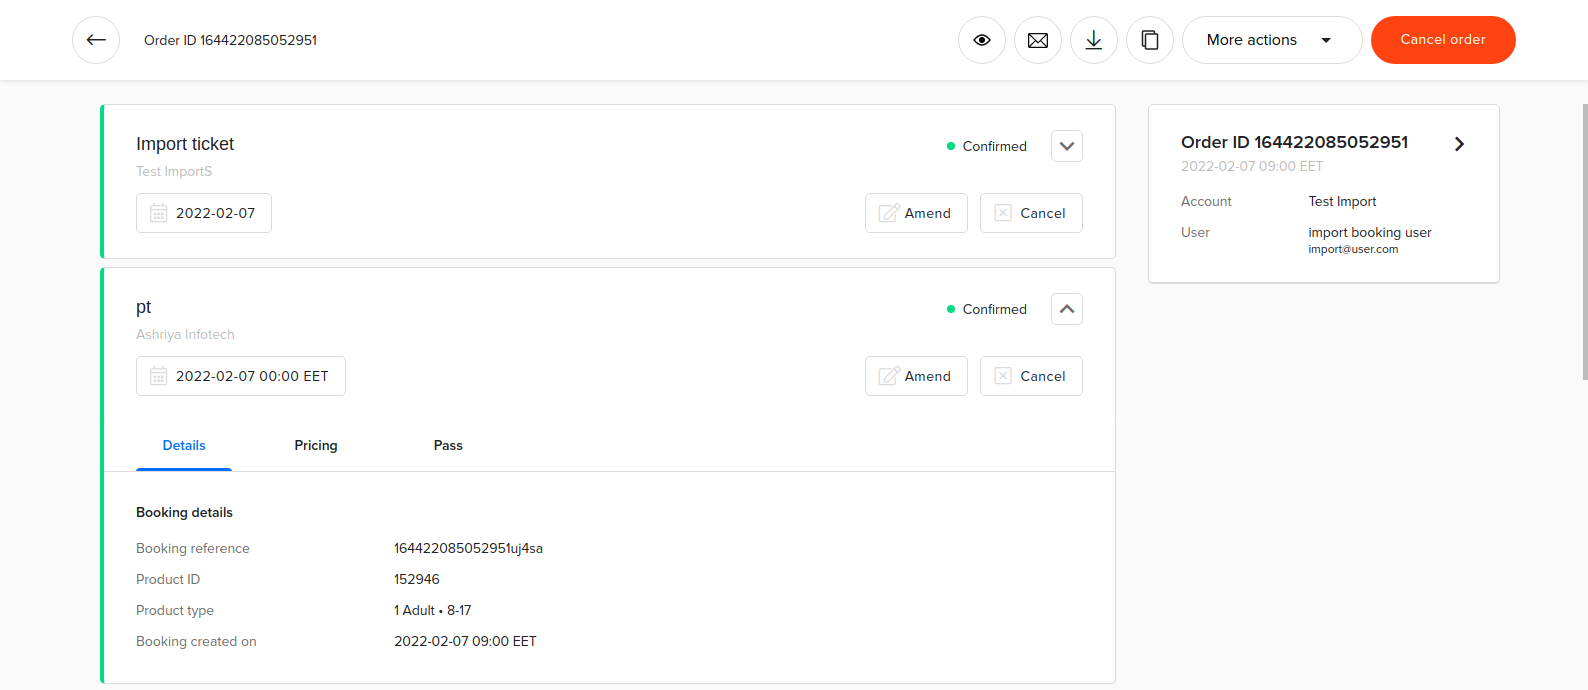 Order ID 164422085052951
More actions
Cancel order
Import ticket
Confirmed
Test ImportS
2022-02-07
Amend
Cancel
pt
Confirmed
Ashriya Infotech
2022-02-07 00:00 EET
Amend
Cancel
Details
Pricing
Pass
Booking details
Booking reference 164422085052951uj4sa
Product ID 152946
Product type 1 Adult • 8-17
Booking created on 2022-02-07 09:00 EET
Order ID 164422085052951
2022-02-07 09:00 EET
Account Test Import
User import booking user
import@user.com